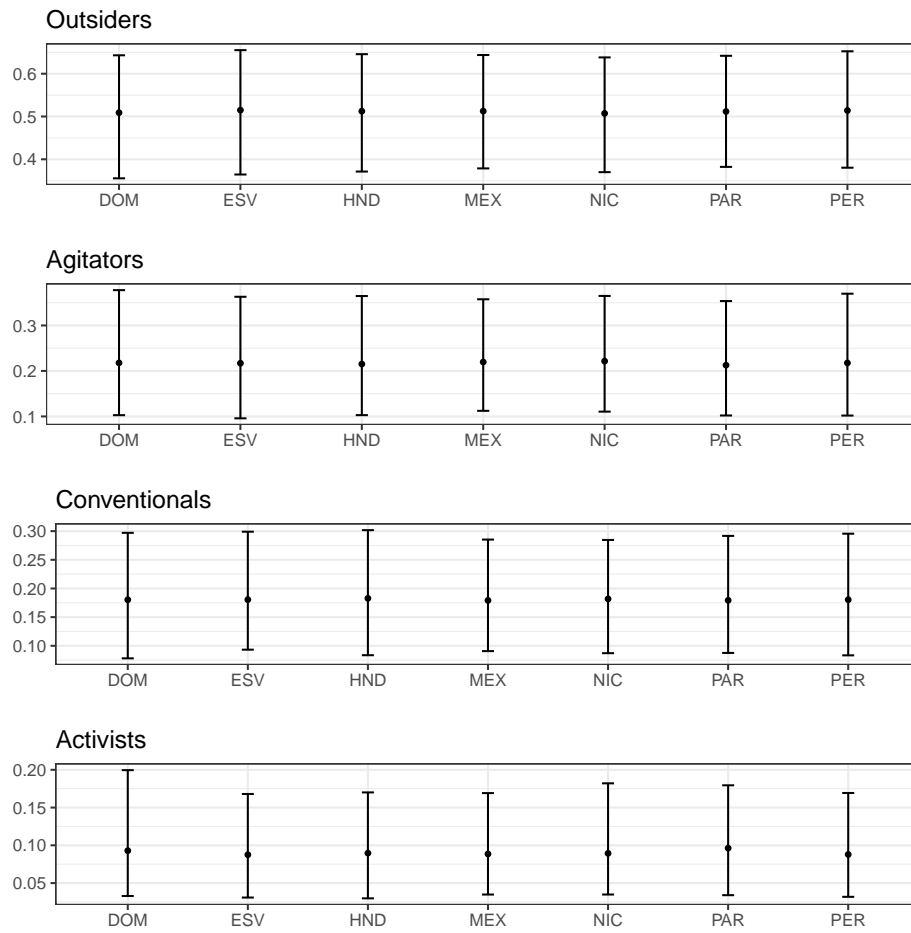 Outsiders
0.6
0.5
0.4
DOM ESV HND MEX NIC PAR PER
Agitators
0.3
0.2
0.1
DOM ESV HND MEX NIC PAR PER
Conventionals
0.30
0.25
0.20
0.15
0.10
DOM ESV HND MEX NIC PAR PER
Activists
0.20
0.15
0.10
0.05
DOM ESV HND MEX NIC PAR PER